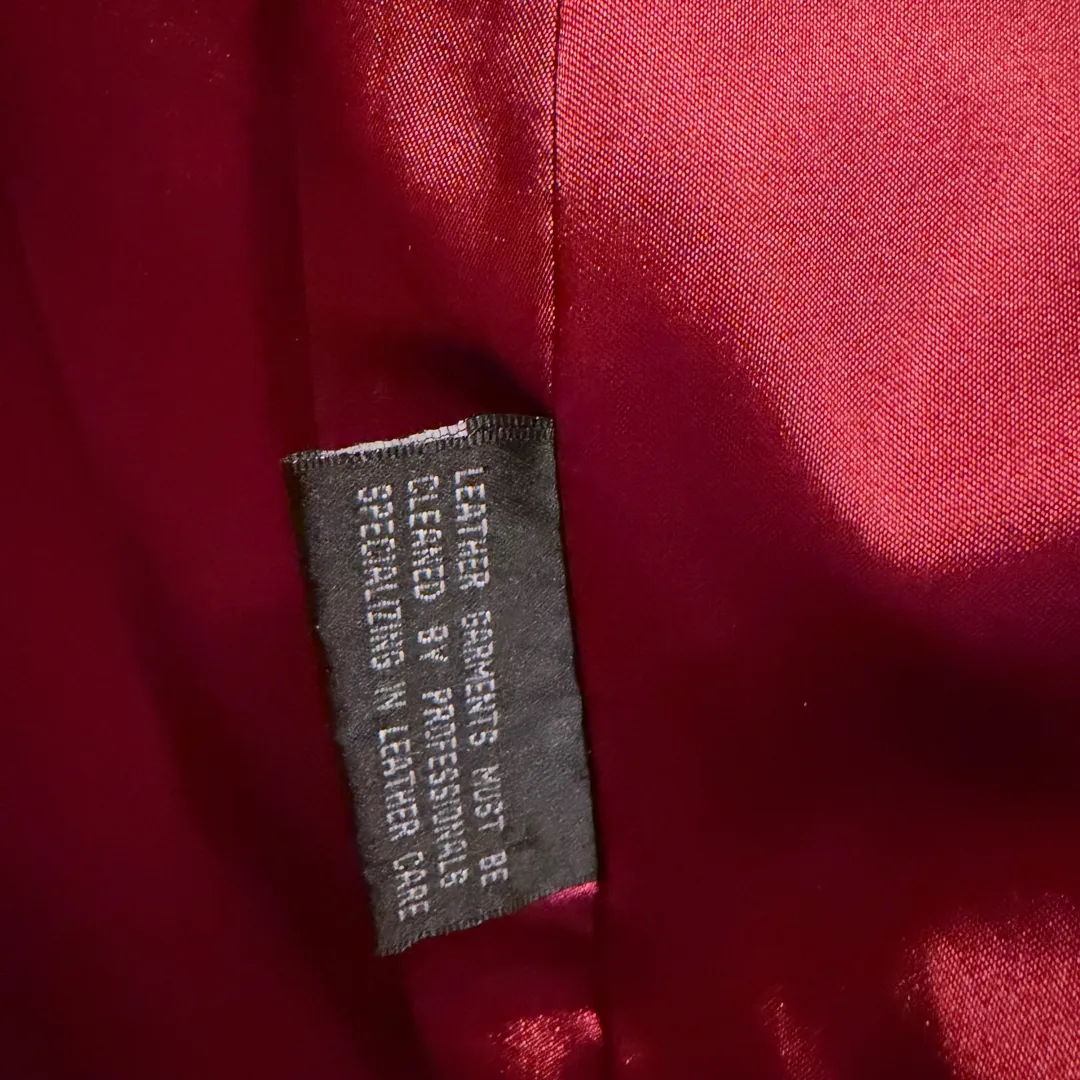 LEATHER GARMENTS MUST BE
CLEANED BY PROFESSIONALS
SPECIALIZING IN LEATHER CARE